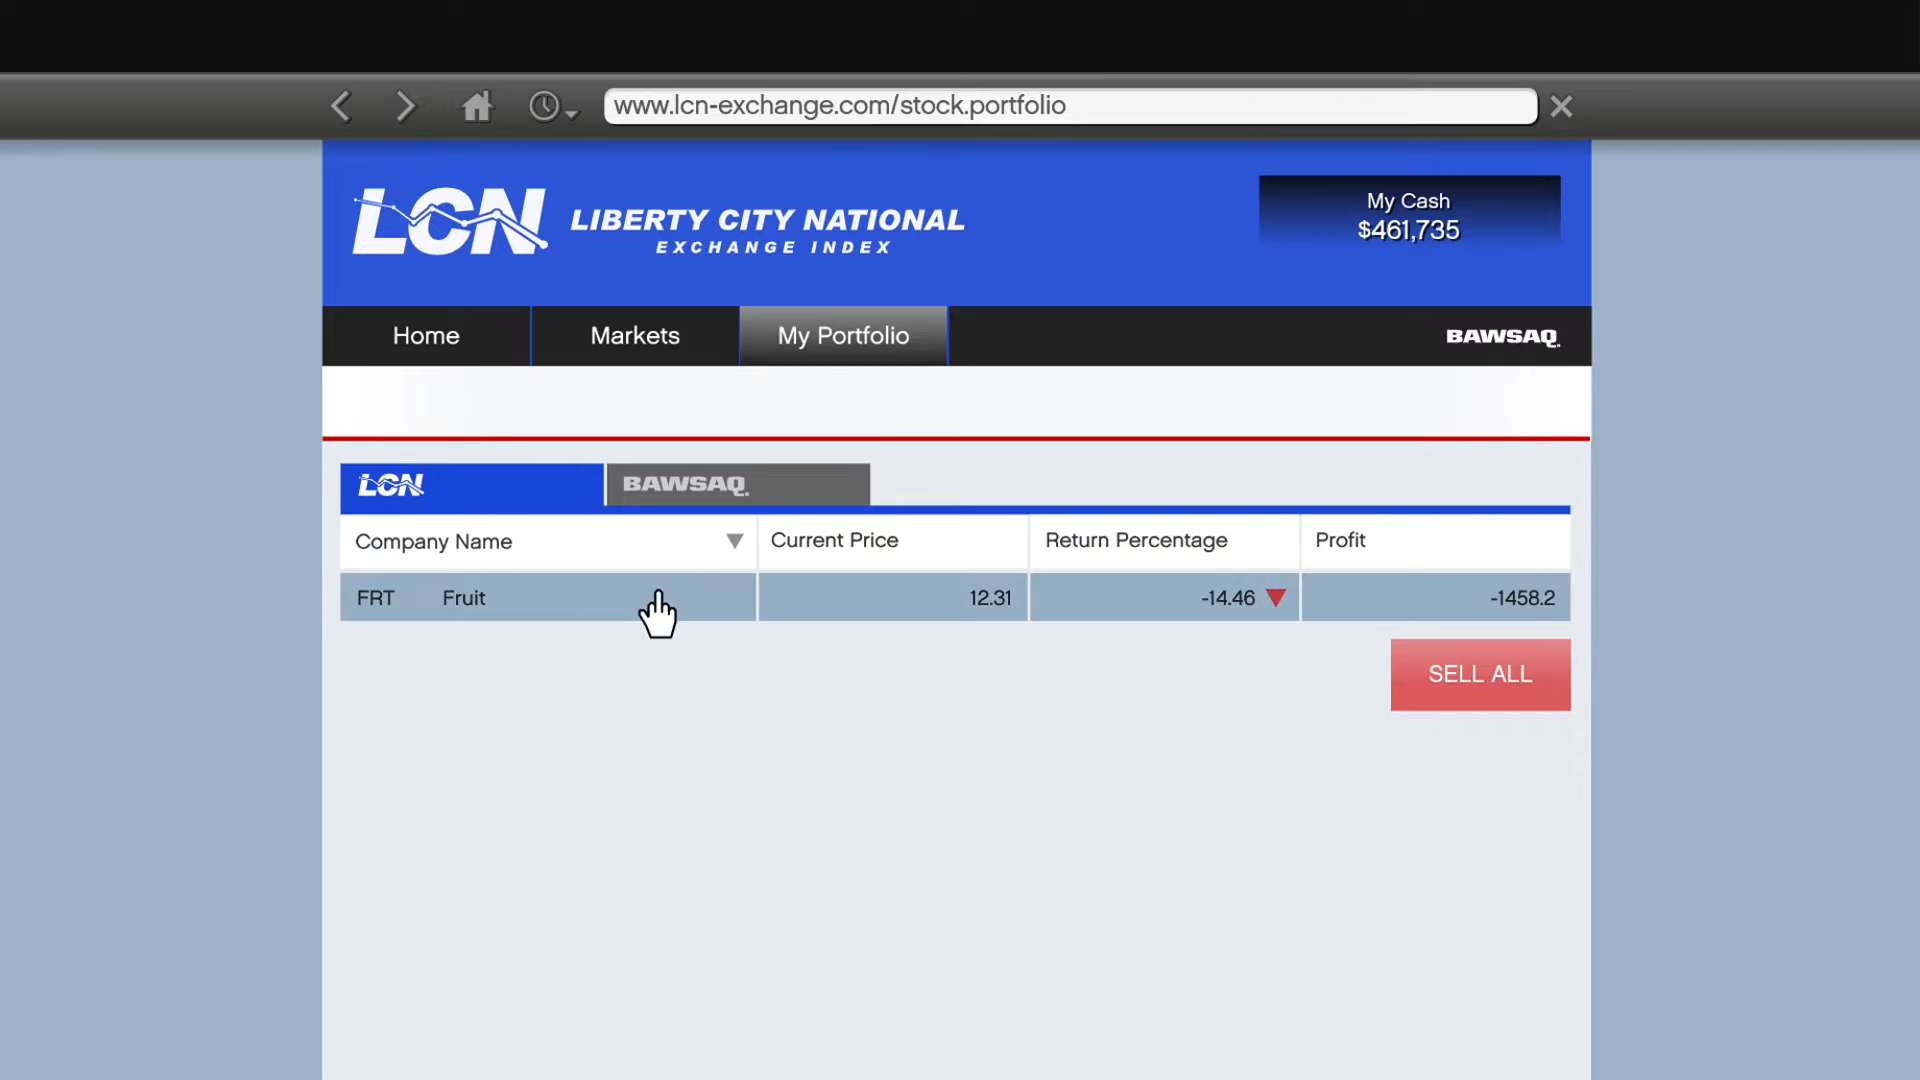 www.lcn-exchange.com/stock.portfolio
LCN LIBERTY CITY NATIONAL
EXCHANGE INDEX
My Cash
$461,735
Home Markets My Portfolio BAWSAQ.
LCN BAWSAQ.
Company Name Current Price Return Percentage Profit
FRT Fruit 12.31 -14.46 -1458.2
SELL ALL